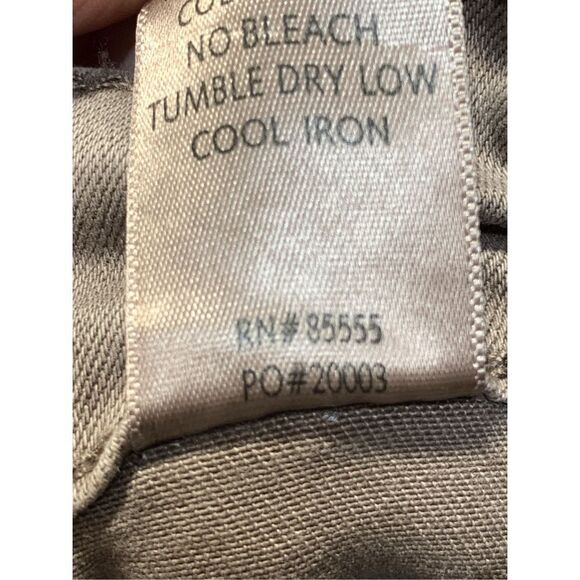 NO BLEACH
TUMBLE DRY LOW
COOL IRON
RN# 85555
PO#20003